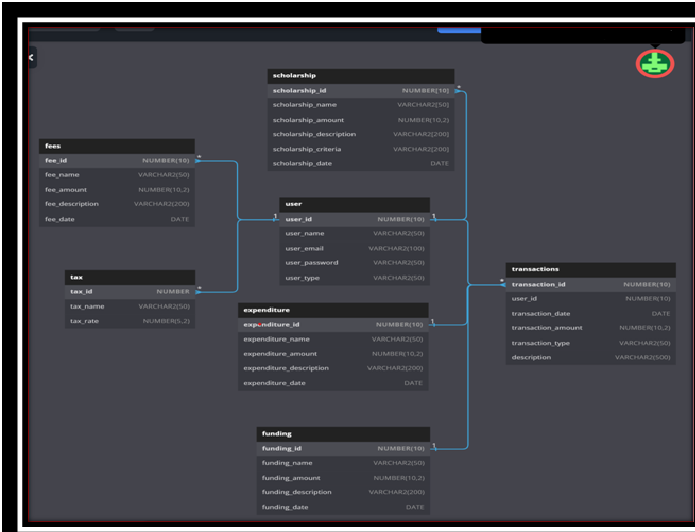 scholarship
scholarship_id NUMBER(10)
scholarship_name VARCHAR2(50)
scholarship_amount NUMBER(10,2)
scholarship_description VARCHAR2(200)
scholarship_criteria VARCHAR2(200)
scholarship_date DATE
fees
fee_id NUMBER(10)
fee_name VARCHAR2(50)
fee_amount NUMBER(10,2)
fee_description VARCHAR2(200)
fee_date DATE
user
1 user_id NUMBER(10) 1
user_name VARCHAR2(50)
user_email VARCHAR2(100)
user_password VARCHAR2(50)
user_type VARCHAR2(50)
tax
tax_id NUMBER
tax_name VARCHAR2(50)
tax_rate NUMBER(5,2)
transactions
transaction_id NUMBER(10)
user_id NUMBER(10)
transaction_date DATE
transaction_amount NUMBER(10,2)
transaction_type VARCHAR2(50)
description VARCHAR2(500)
expenditure
expenditure_id NUMBER(10) 1
expenditure_name VARCHAR2(50)
expenditure_amount NUMBER(10,2)
expenditure_description VARCHAR2(200)
expenditure_date DATE
funding
funding_id NUMBER(10) 1
funding_name VARCHAR2(50)
funding_amount NUMBER(10,2)
funding_description VARCHAR2(200)
funding_date DATE